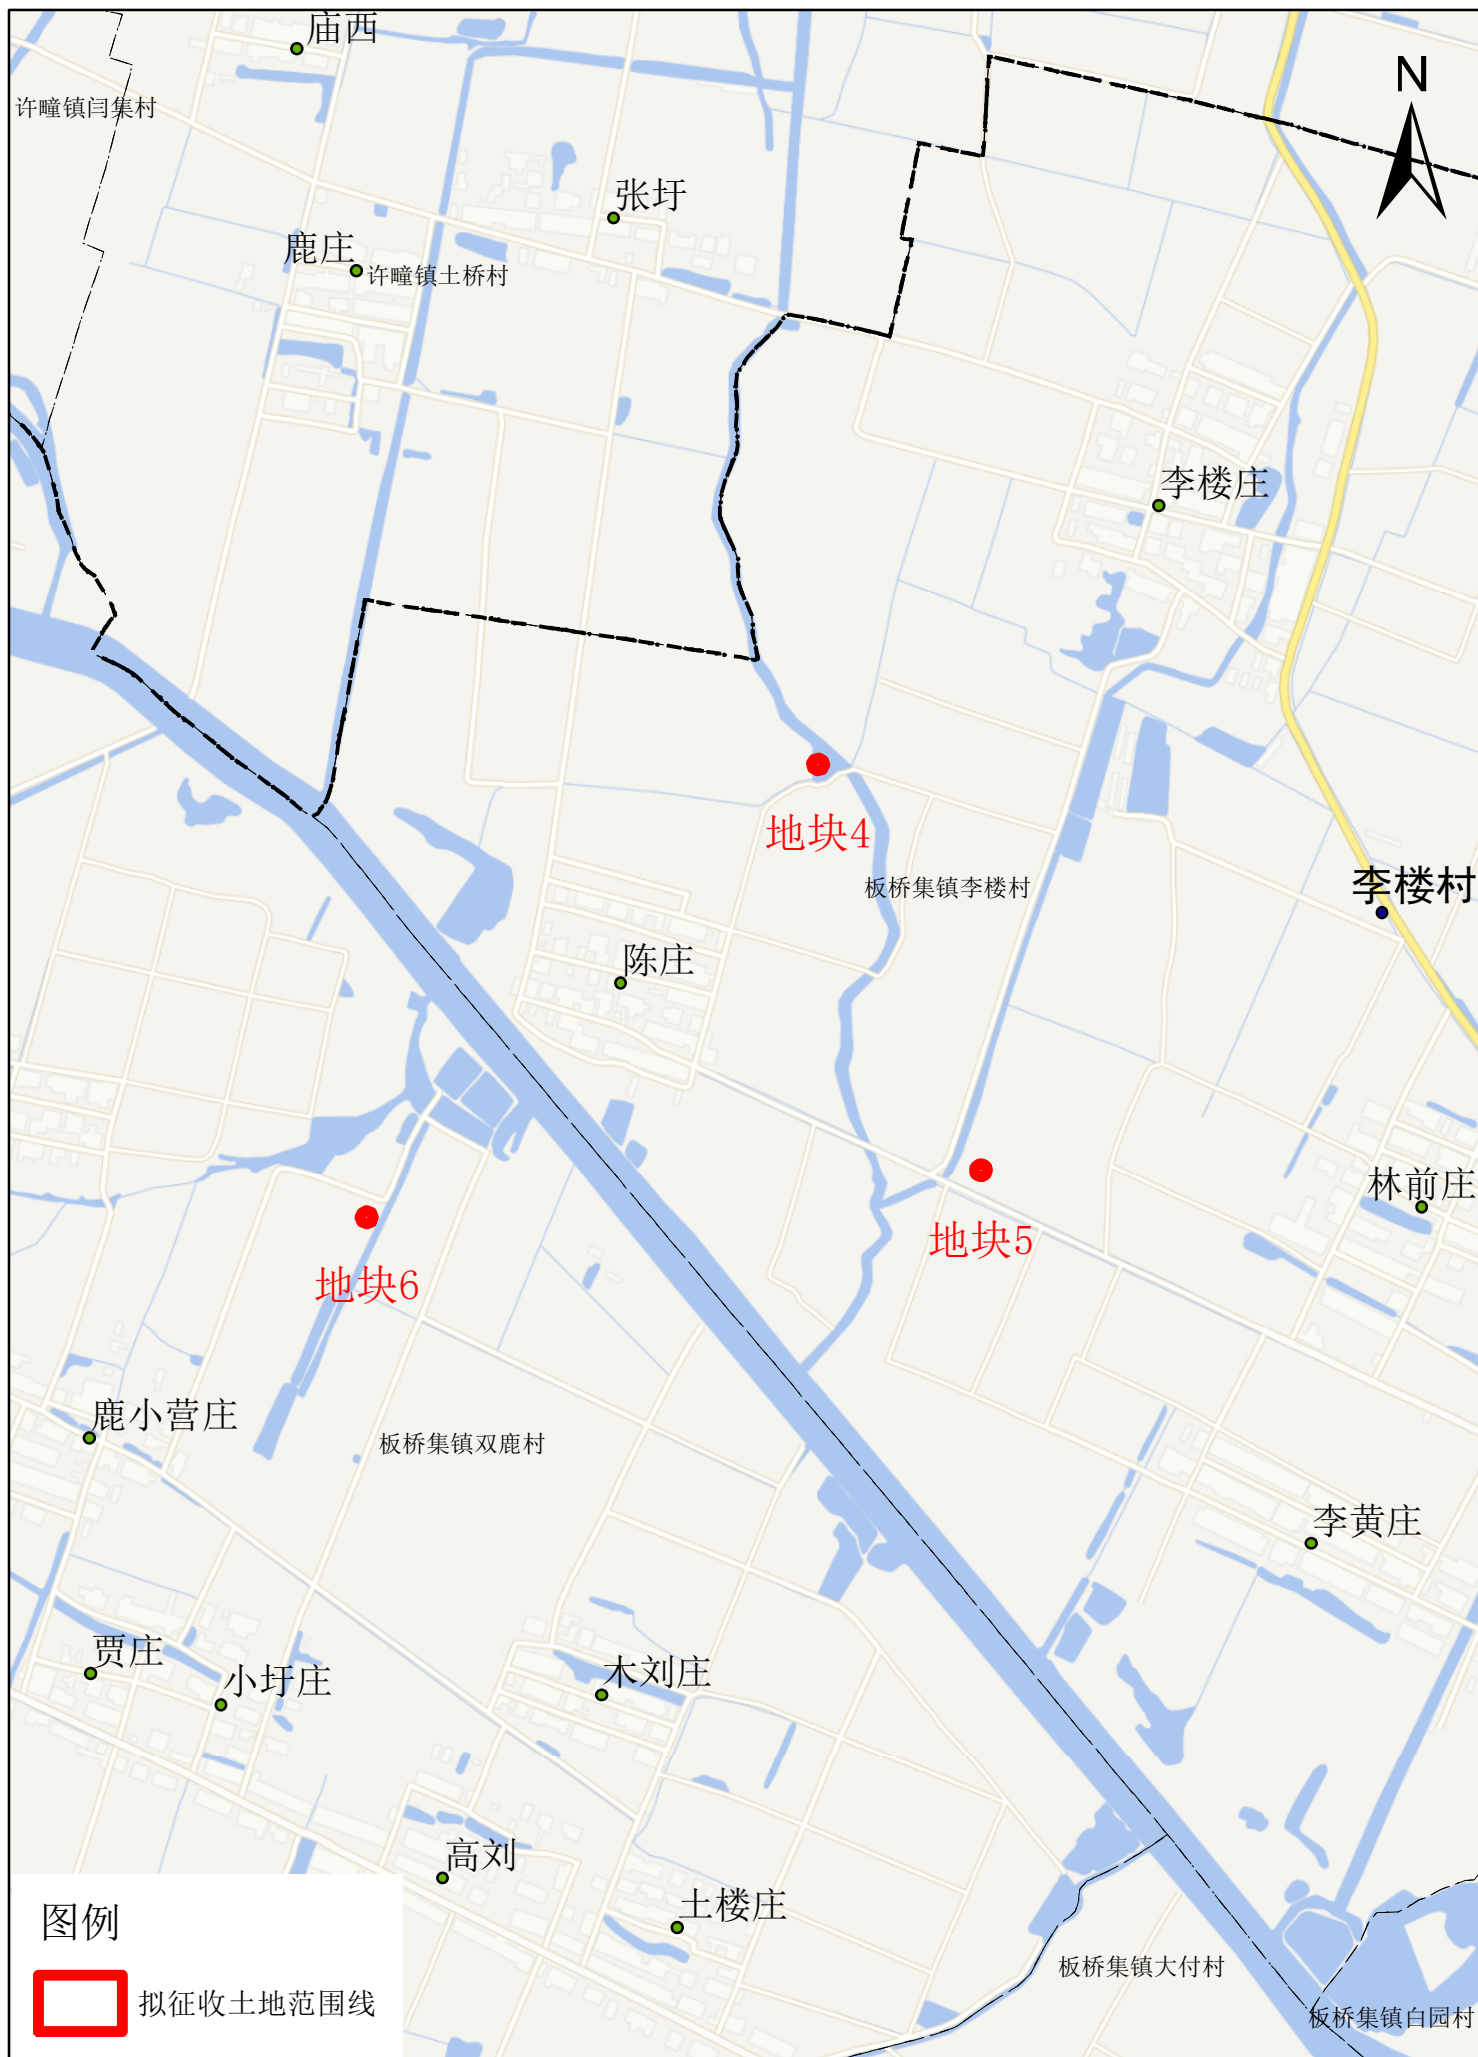 庙西
N
许疃镇闫集村
张圩
鹿庄
许疃镇土桥村
李楼庄
地块4
板桥集镇李楼村
李楼村
陈庄
林前庄
地块5
地块6
鹿小营庄
板桥集镇双鹿村
李黄庄
贾庄
小圩庄
木刘庄
高刘
土楼庄
图例
板桥集镇大付村
拟征收土地范围线
板桥集镇白园村